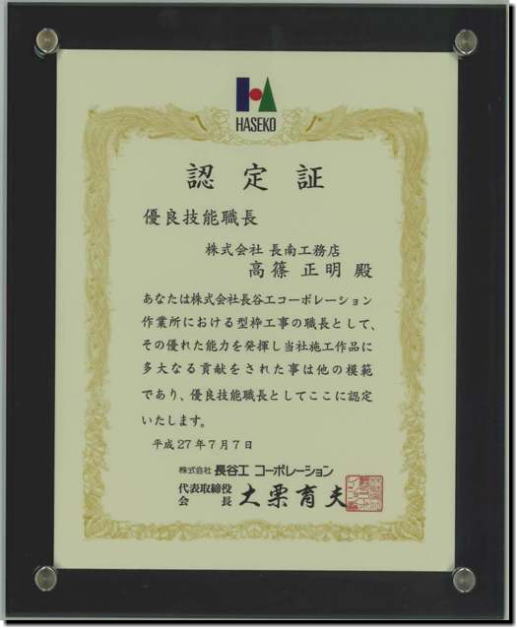 HASEKO
認定証
優良技能職長
株式会社 長南工務店
高篠 正明 殿
あなたは株式会社長谷工コーポレーション
作業所における型枠工事の職長として、
その優れた能力を発揮し当社施工作品に
多大なる貢献をされた事は他の模範
であり、優良技能職長としてここに認定
いたします。
平成27年7月7日
株式会社 長谷工 コーポレーション
代表取締役
会長 大栗育夫